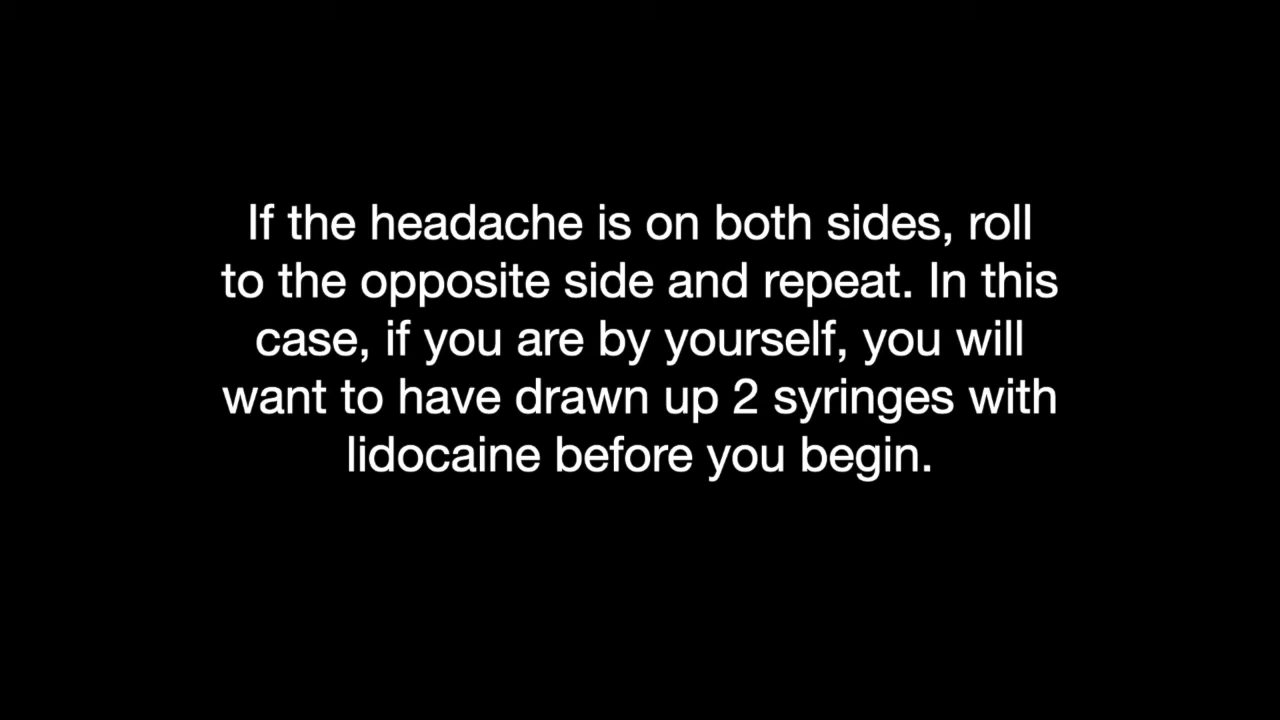 If the headache is on both sides, roll
to the opposite side and repeat. In this
case, if you are by yourself, you will
want to have drawn up 2 syringes with
lidocaine before you begin.